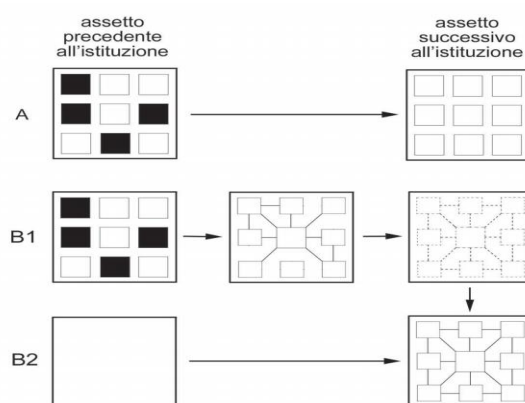 assetto
precedente
all'istituzione
assetto
successivo
all'istituzione
A
B1
B2